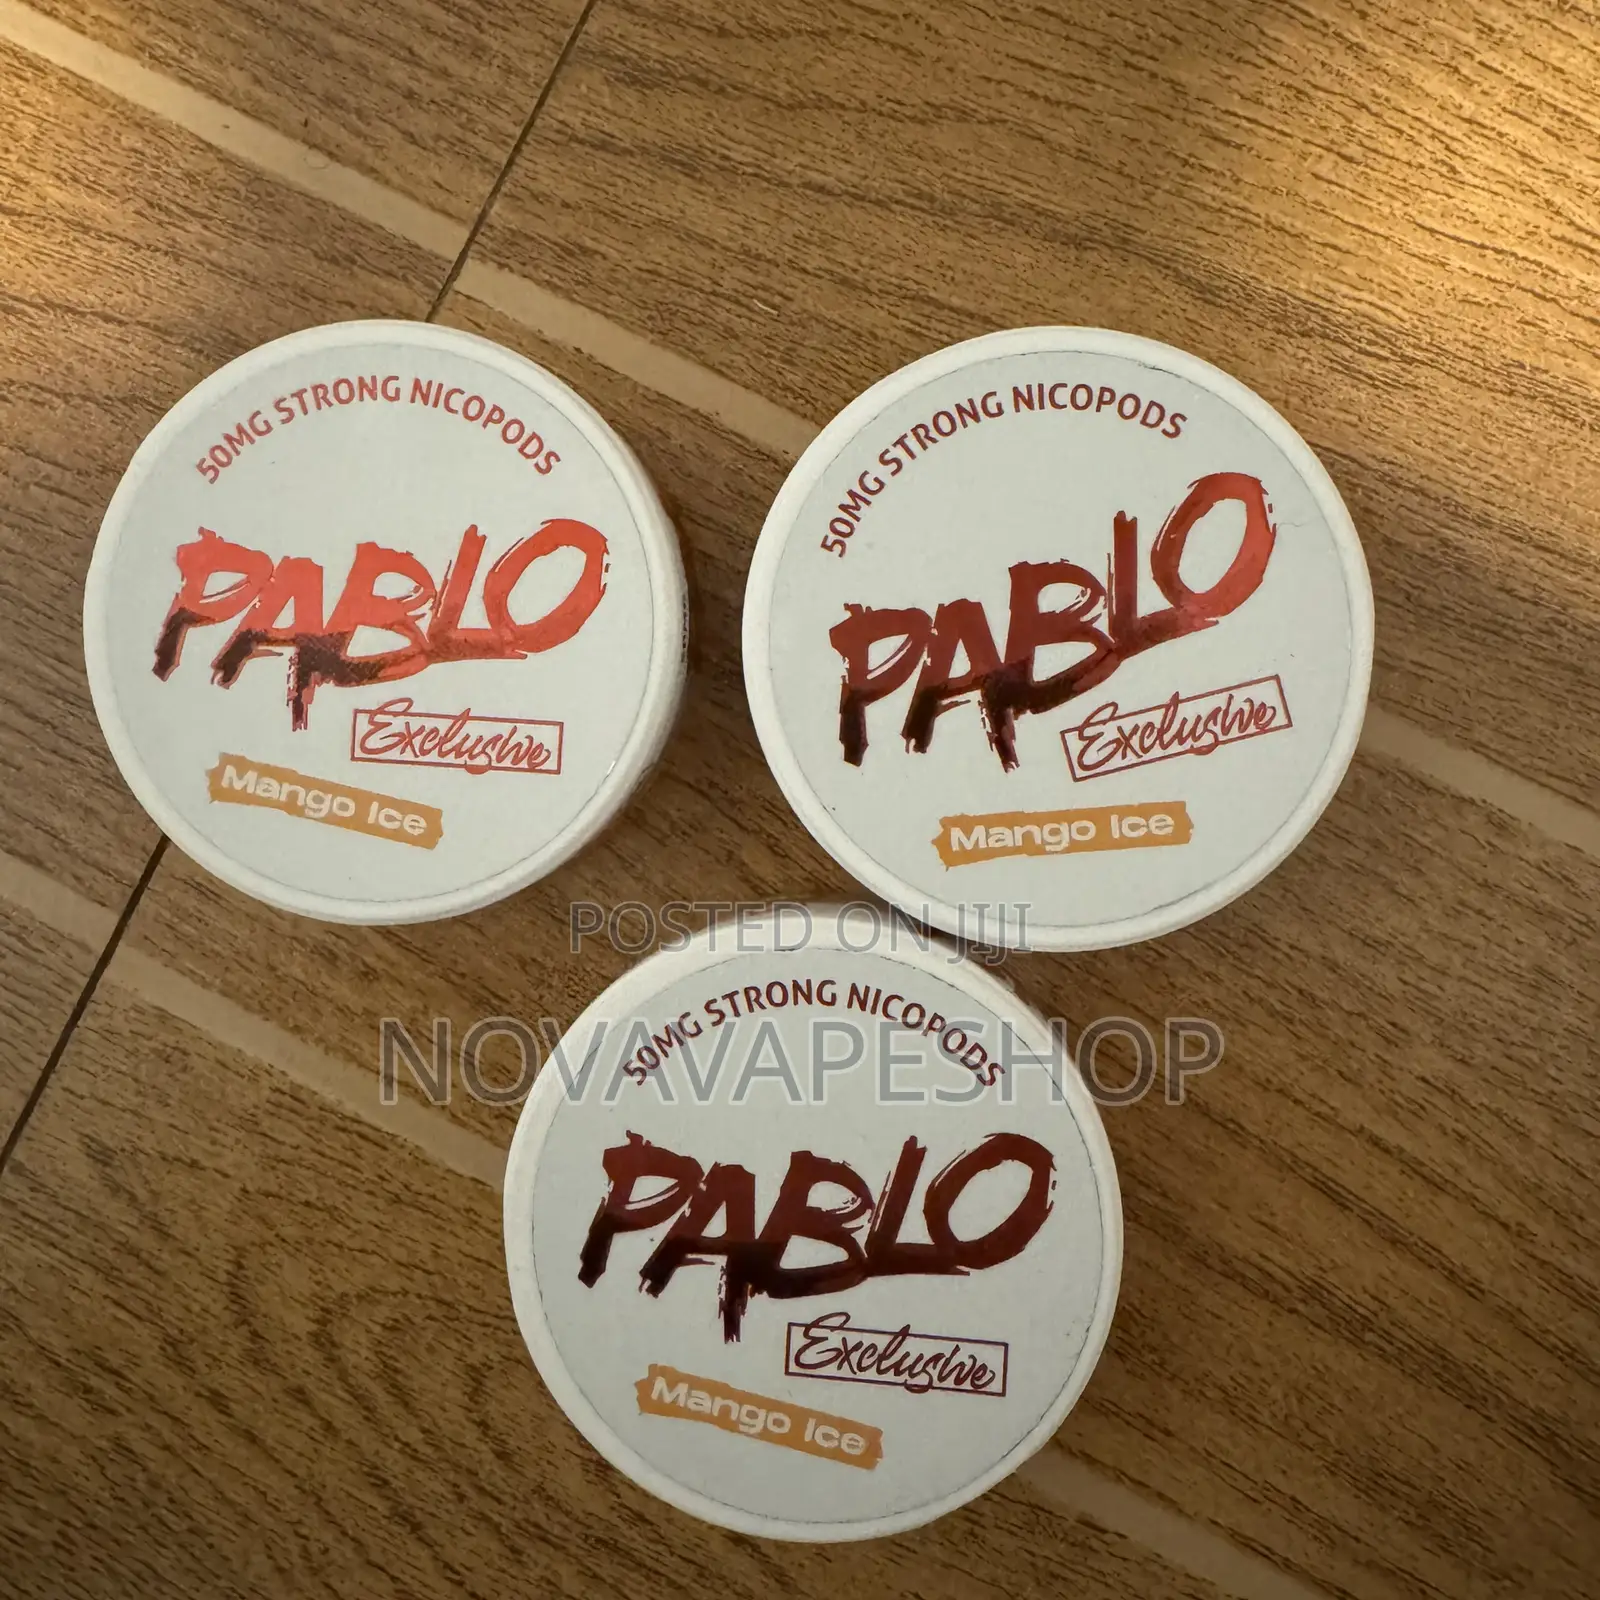 50MG STRONG NICOPODS
PABLO
Exclusive
Mango Ice
50MG STRONG NICOPODS
PABLO
Exclusive
Mango Ice
POSTED ON JIJI
NOVAVAPESHOP
50MG STRONG NICOPODS
PABLO
Exclusive
Mango Ice